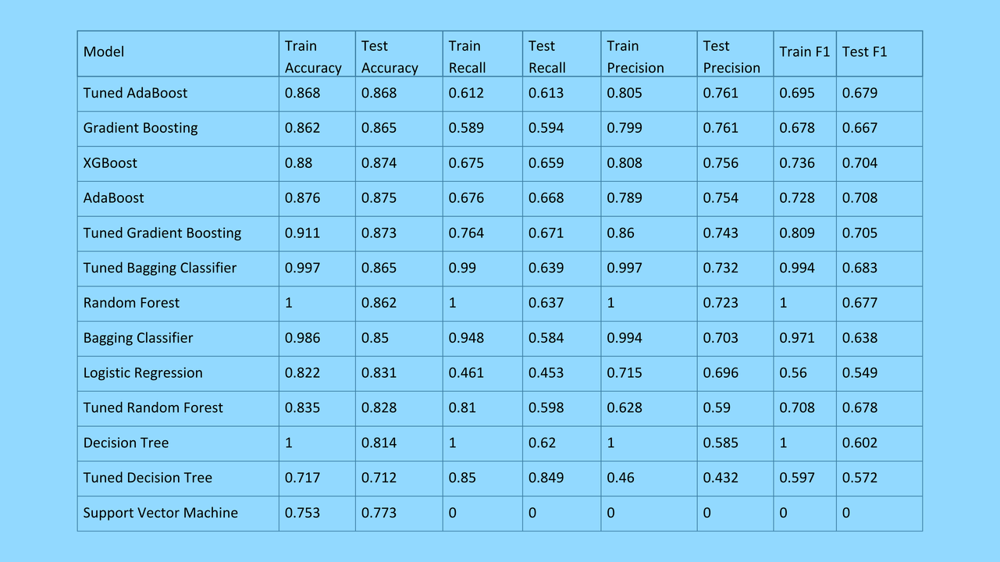 Model Train Accuracy Test Accuracy Train Recall Test Recall Train Precision Test Precision Train F1 Test F1
Tuned AdaBoost 0.868 0.868 0.612 0.613 0.805 0.761 0.695 0.679
Gradient Boosting 0.862 0.865 0.589 0.594 0.799 0.761 0.678 0.667
XGBoost 0.88 0.874 0.675 0.659 0.808 0.756 0.736 0.704
AdaBoost 0.876 0.875 0.676 0.668 0.789 0.754 0.728 0.708
Tuned Gradient Boosting 0.911 0.873 0.764 0.671 0.86 0.743 0.809 0.705
Tuned Bagging Classifier 0.997 0.865 0.99 0.639 0.997 0.732 0.994 0.683
Random Forest 1 0.862 1 0.637 1 0.723 1 0.677
Bagging Classifier 0.986 0.85 0.948 0.584 0.994 0.703 0.971 0.638
Logistic Regression 0.822 0.831 0.461 0.453 0.715 0.696 0.56 0.549
Tuned Random Forest 0.835 0.828 0.81 0.598 0.628 0.59 0.708 0.678
Decision Tree 1 0.814 1 0.62 1 0.585 1 0.602
Tuned Decision Tree 0.717 0.712 0.85 0.849 0.46 0.432 0.597 0.572
Support Vector Machine 0.753 0.773 0 0 0 0 0 0